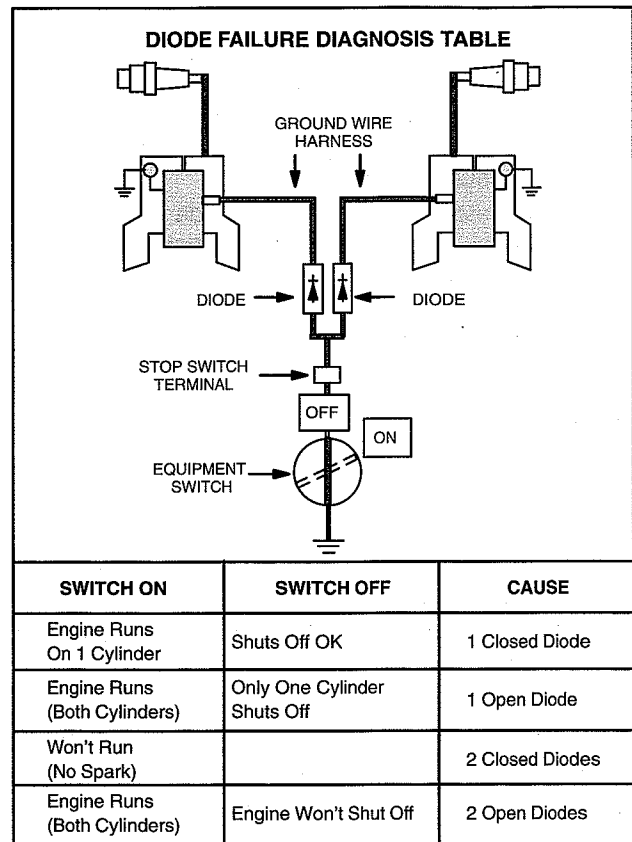 DIODE FAILURE DIAGNOSIS TABLE
GROUND WIRE
HARNESS
DIODE
DIODE
STOP SWITCH
TERMINAL
OFF
ON
EQUIPMENT
SWITCH
SWITCH ON
SWITCH OFF
CAUSE
Engine Runs
On 1 Cylinder
Shuts Off OK
1 Closed Diode
Engine Runs
(Both Cylinders)
Only One Cylinder
Shuts Off
1 Open Diode
Won't Run
(No Spark)
2 Closed Diodes
Engine Runs
(Both Cylinders)
Engine Won't Shut Off
2 Open Diodes